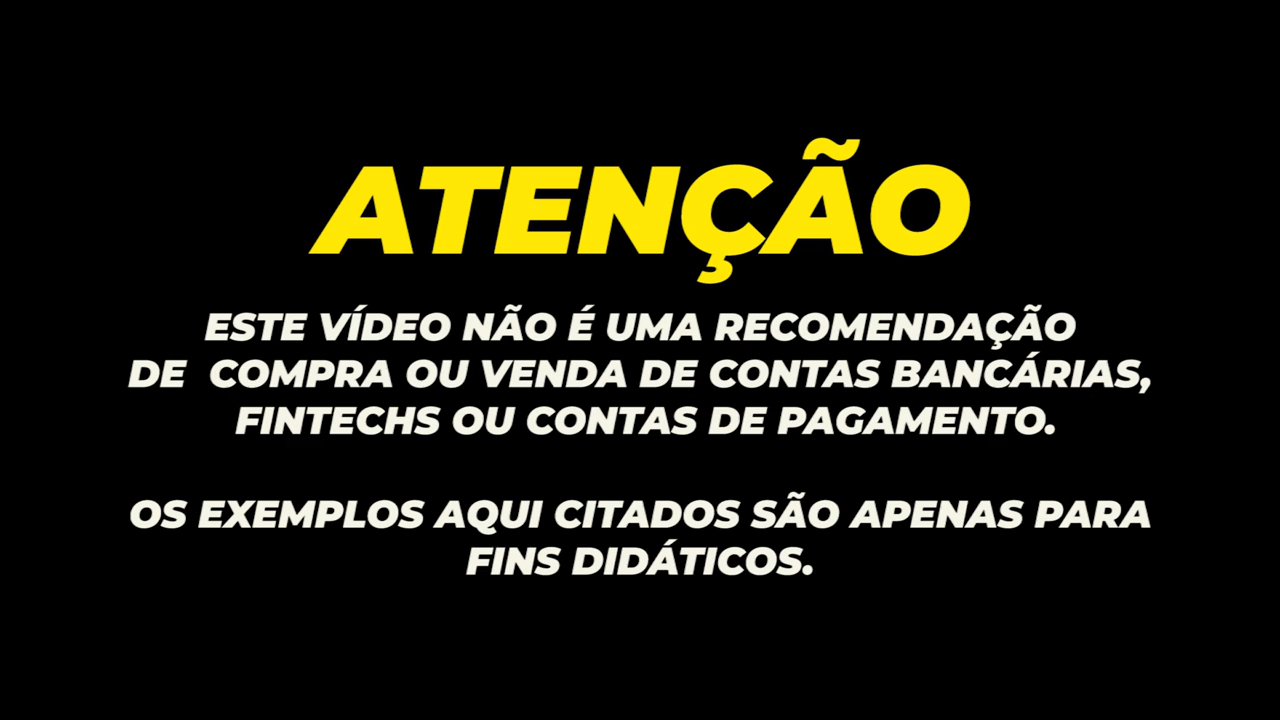 ATENÇÃO
ESTE VÍDEO NÃO É UMA RECOMENDAÇÃO
DE COMPRA OU VENDA DE CONTAS BANCÁRIAS,
FINTECHS OU CONTAS DE PAGAMENTO.
OS EXEMPLOS AQUI CITADOS SÃO APENAS PARA
FINS DIDÁTICOS.